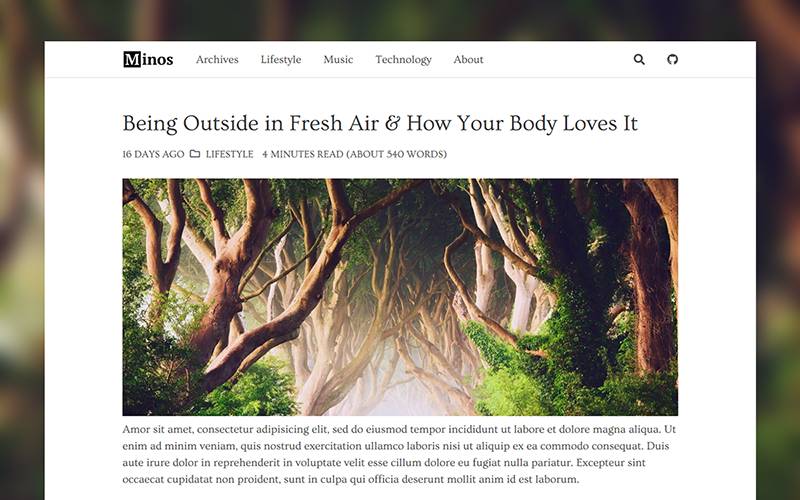 Minos Archives Lifestyle Music Technology About
Being Outside in Fresh Air & How Your Body Loves It
16 DAYS AGO LIFESTYLE 4 MINUTES READ (ABOUT 540 WORDS)
Amor sit amet, consectetur adipisicing elit, sed do eiusmod tempor incididunt ut labore et dolore magna aliqua. Ut
enim ad minim veniam, quis nostrud exercitation ullamco laboris nisi ut aliquip ex ea commodo consequat. Duis
aute irure dolor in reprehenderit in voluptate velit esse cillum dolore eu fugiat nulla pariatur. Excepteur sint
occaecat cupidatat non proident, sunt in culpa qui officia deserunt mollit anim id est laborum.